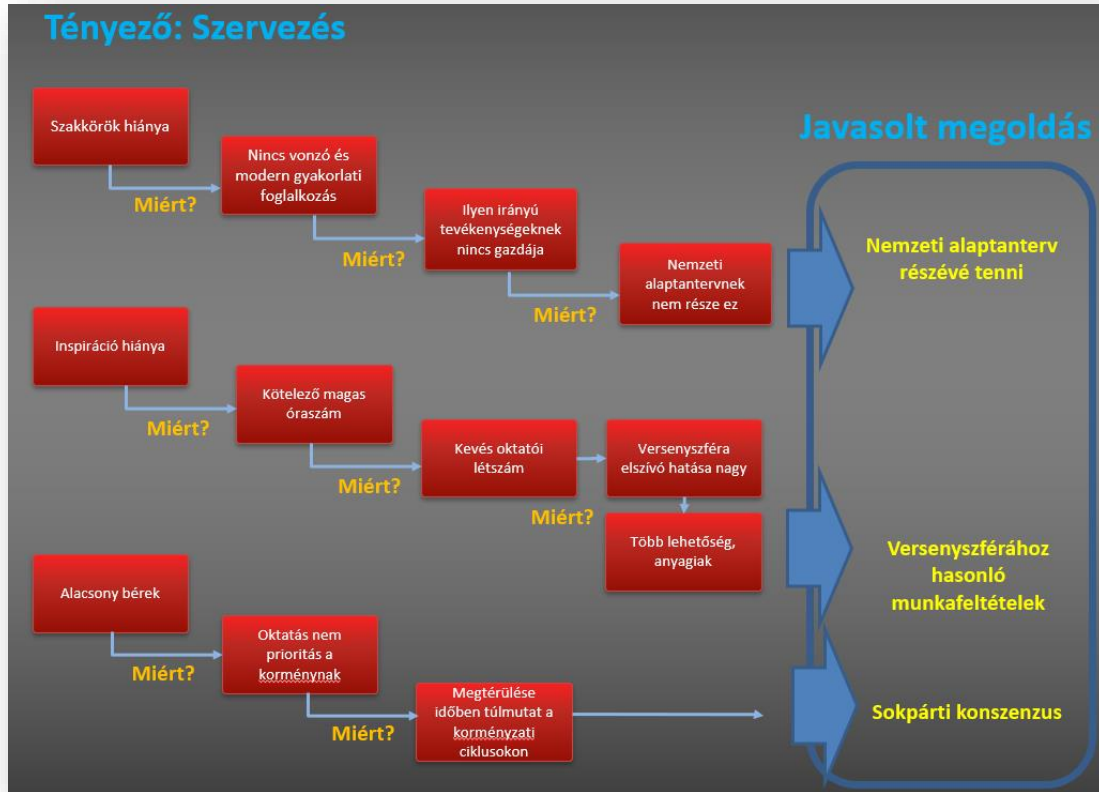 Tényező: Szervezés
Szakkörök hiánya
Miért?
Nincs vonzó és
modern gyakorlati
foglalkozás
Miért?
Ilyen irányú
tevékenységeknek
nincs gazdája
Miért?
Nemzeti
alaptantervnek
nem része ez
Inspiráció hiánya
Miért?
Kötelező magas
óraszám
Miért?
Kevés oktatói
létszám
Miért?
Versenyszféra
elszívó hatása nagy
Több lehetőség,
anyagiak
Alacsony bérek
Miért?
Oktatás nem
prioritás a
korménynak
Miért?
Megtérülése
időben túlmutat a
korményzati
ciklusokon
Javasolt megoldás
Nemzeti alaptanterv
részévé tenni
Versenyszférához
hasonló
munkafeltételek
Sokpárti konszenzus